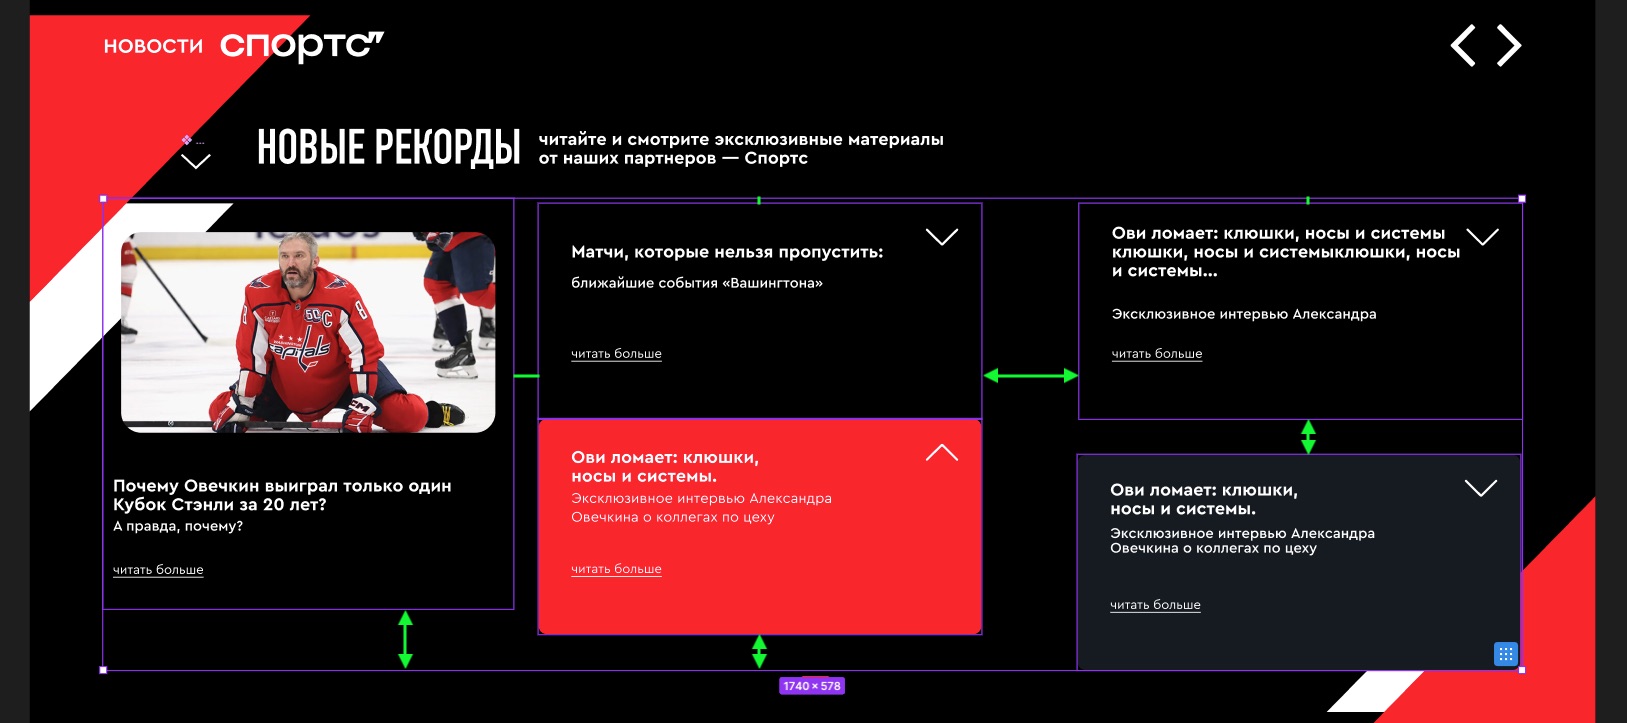 НОВОСТИ спортс”
НОВЫЕ РЕКОРДЫ
читайте и смотрите эксклюзивные материалы
от наших партнеров — Спортс
Почему Овечкин выиграл только один
Кубок Стэнли за 20 лет?
А правда, почему?
читать больше
Матчи, которые нельзя пропустить:
ближайшие события «Вашингтона»
читать больше
Ови ломает: клюшки,
носы и системы.
Эксклюзивное интервью Александра
Овечкина о коллегах по цеху
читать больше
Ови ломает: клюшки, носы и системы
клюшки, носы и системыклюшки, носы
и системы...
Эксклюзивное интервью Александра
читать больше
Ови ломает: клюшки,
носы и системы.
Эксклюзивное интервью Александра
Овечкина о коллегах по цеху
читать больше
1740 × 578
8
capitals
C
8
CCM